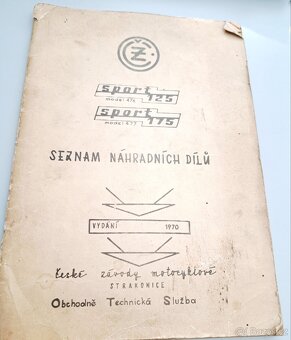 ČZ
sport 125
model 476
sport 175
model 477
SEZNAM NÁHRADNÍCH DÍLŮ
VYDÁNÍ 1970
české závody motocyklové
STRAKONICE
Obchodně Technická Služba